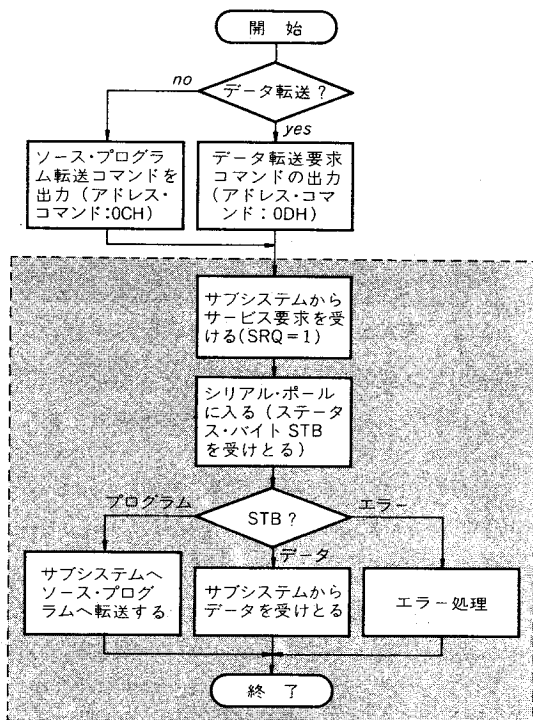 開 始
データ転送?
no
yes
ソース・プログラ
ム転送コマンドを
出力(アドレス・
コマンド:0CH)
データ転送要求
コマンドの出力
(アドレス・コマ
ンド:0DH)
サブシステムから
サービス要求を受
ける(SRQ=1)
シリアル・ポール
に入る(ステータ
ス・バイトSTB
を受けとる)
プログラム
STB?
エラー
データ
サブシステムへ
ソース・プログ
ラムへ転送する
サブシステムから
データを受けとる
エラー処理
終 了